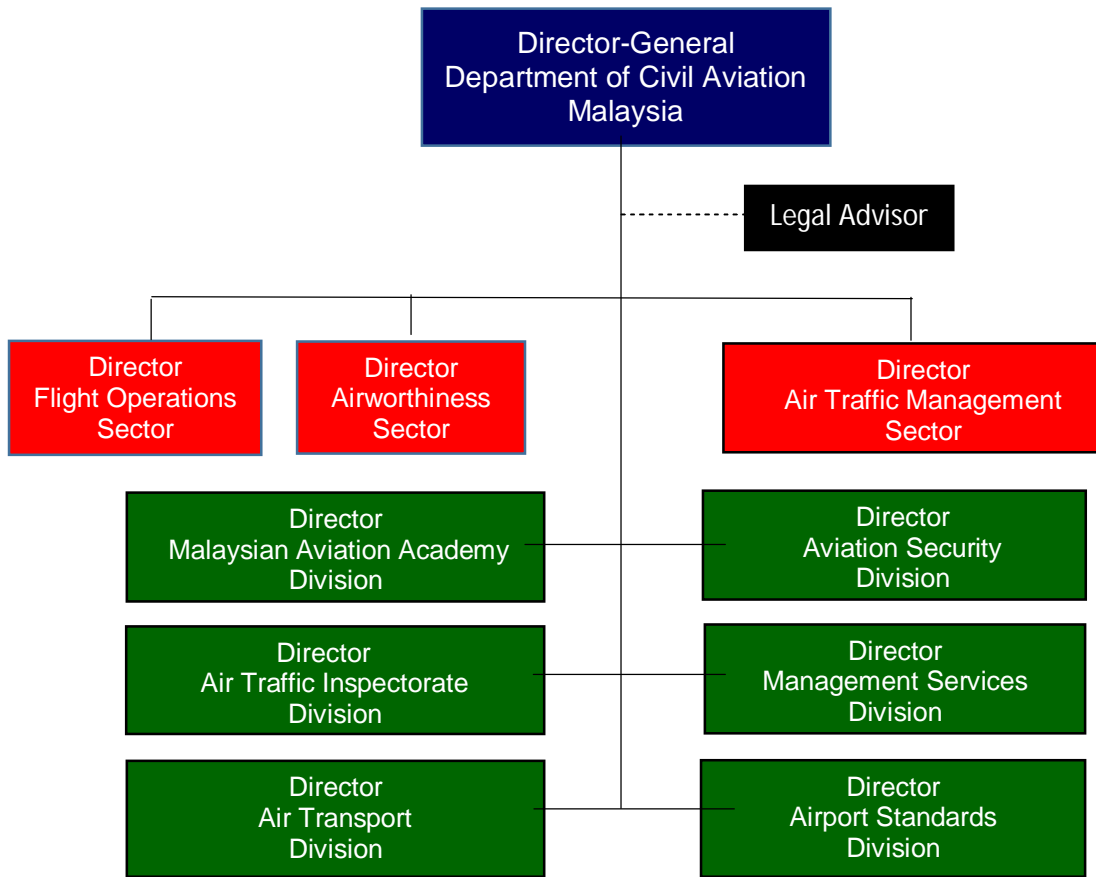 Director-General
Department of Civil Aviation
Malaysia
Legal Advisor
Director
Flight Operations
Sector
Director
Airworthiness
Sector
Director
Air Traffic Management
Sector
Director
Malaysian Aviation Academy
Division
Director
Aviation Security
Division
Director
Air Traffic Inspectorate
Division
Director
Management Services
Division
Director
Air Transport
Division
Director
Airport Standards
Division